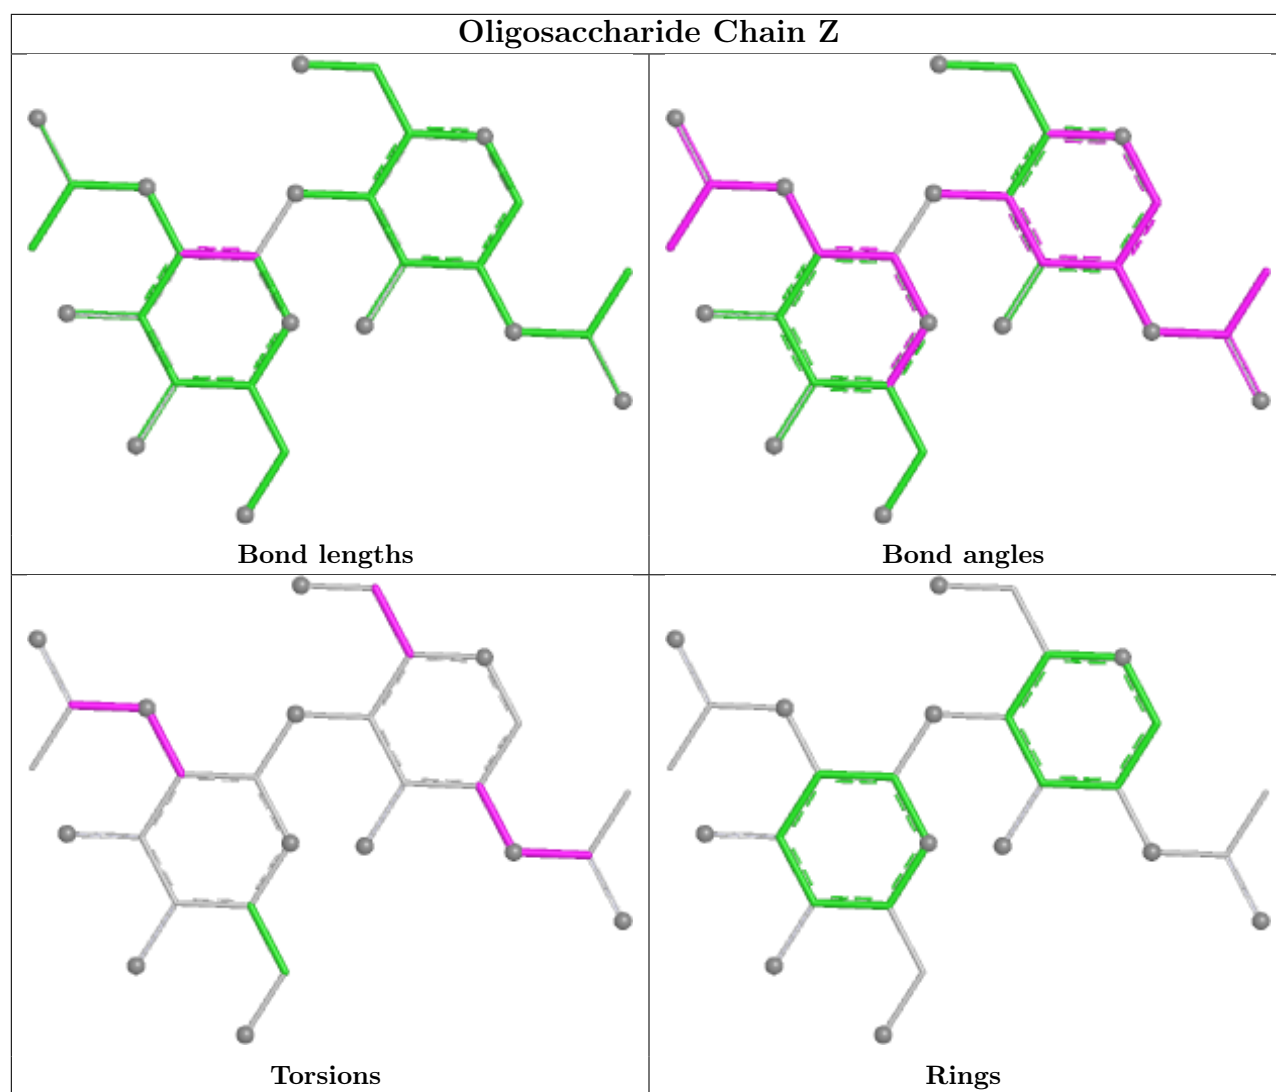 Oligosaccharide Chain Z
Bond lengths
Bond angles
Torsions
Rings